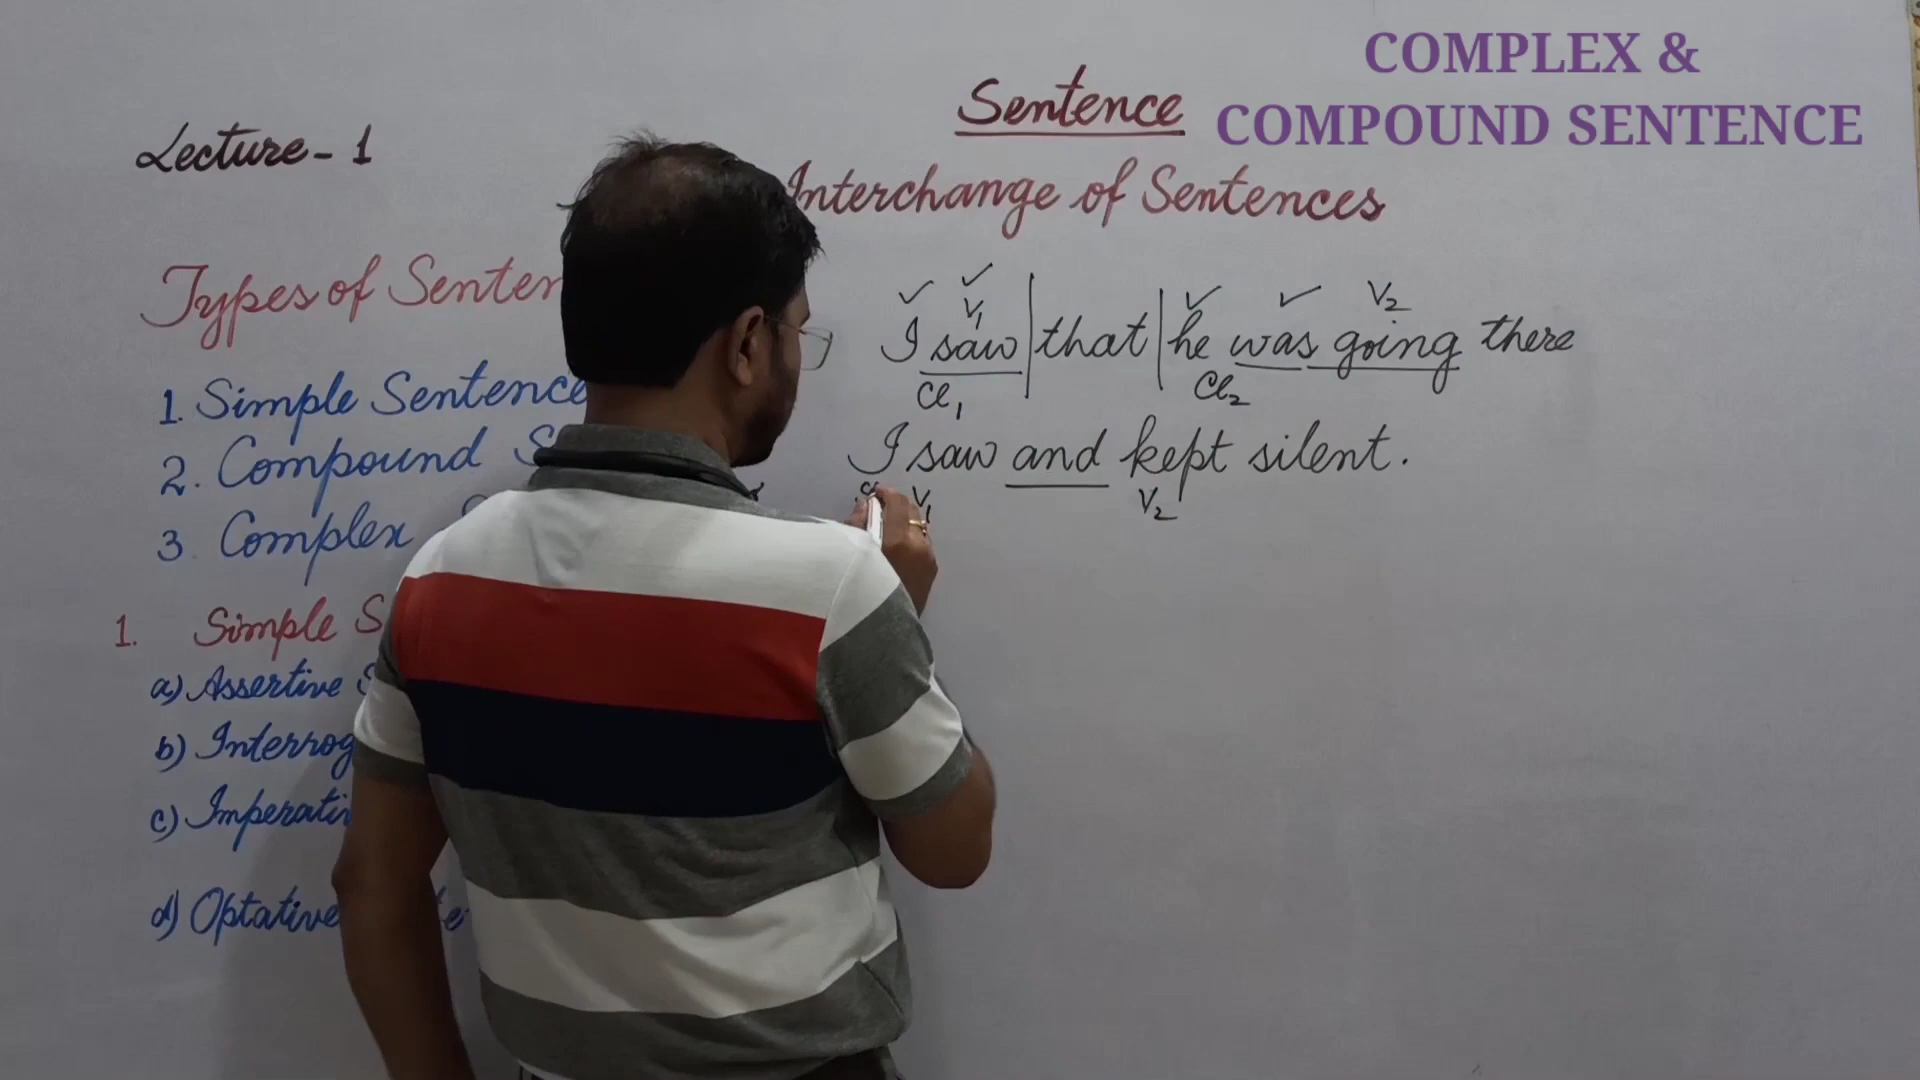 COMPLEX &
COMPOUND SENTENCE
Sentence
Lecture - 1
Interchange of Sentences
Types of Senten
1. Simple Sentence
2. Compound S
3. Complex
1. Simple S
a) Assertive S
b) Interrog
c) Imperativ
d) Optative
V1 V2
I saw | that | he was going there
Cl1 Cl2
I saw and kept silent.
V1 V2